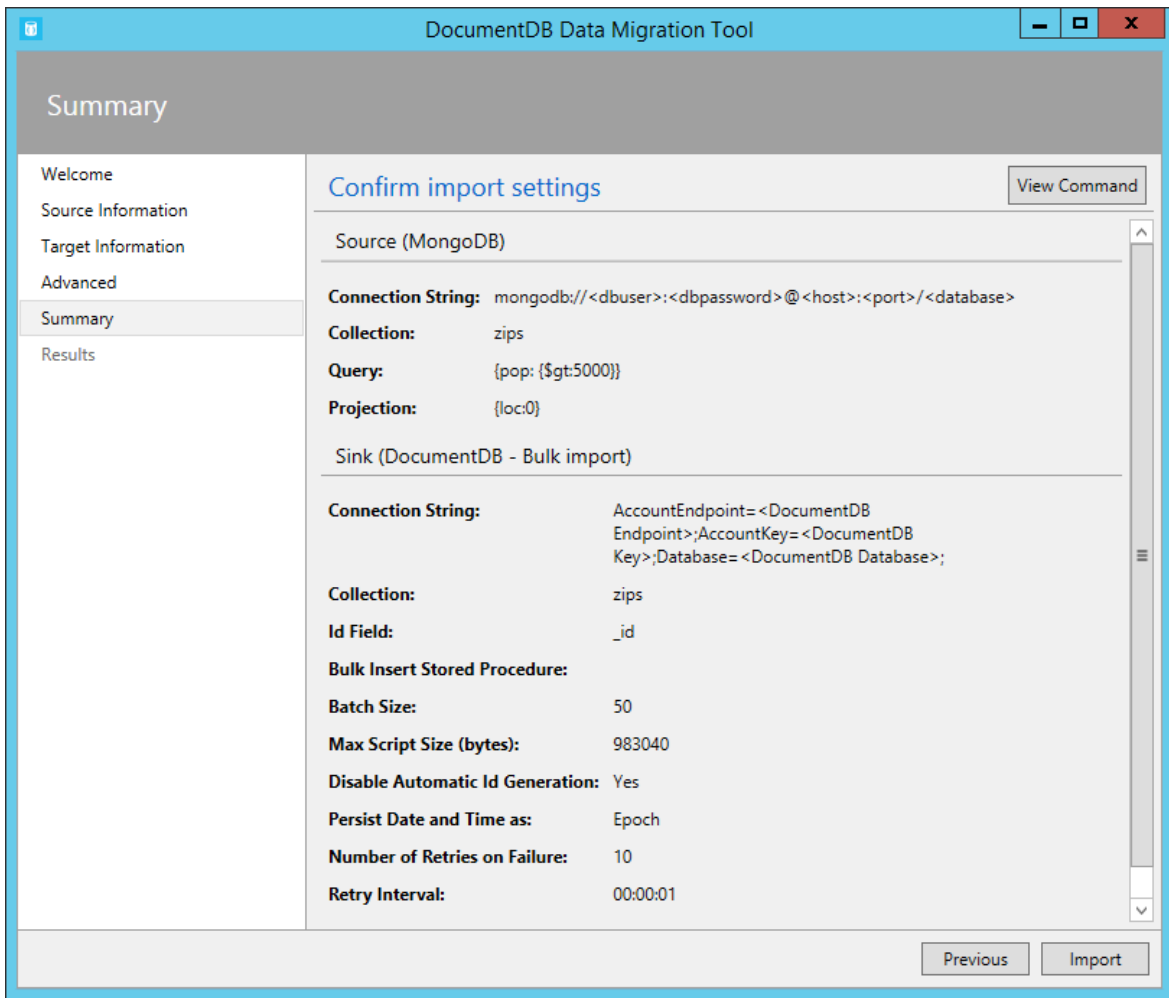 DocumentDB Data Migration Tool
Summary
Welcome
Source Information
Target Information
Advanced
Summary
Results
Confirm import settings
View Command
Source (MongoDB)
Connection String: mongodb://<dbuser>:<dbpassword>@<host>:<port>/<database>
Collection: zips
Query: {pop: {$gt:5000}}
Projection: {loc:0}
Sink (DocumentDB - Bulk import)
Connection String: AccountEndpoint=<DocumentDB
Endpoint>;AccountKey=<DocumentDB
Key>;Database=<DocumentDB Database>;
Collection: zips
Id Field: _id
Bulk Insert Stored Procedure:
Batch Size: 50
Max Script Size (bytes): 983040
Disable Automatic Id Generation: Yes
Persist Date and Time as: Epoch
Number of Retries on Failure: 10
Retry Interval: 00:00:01
Previous
Import